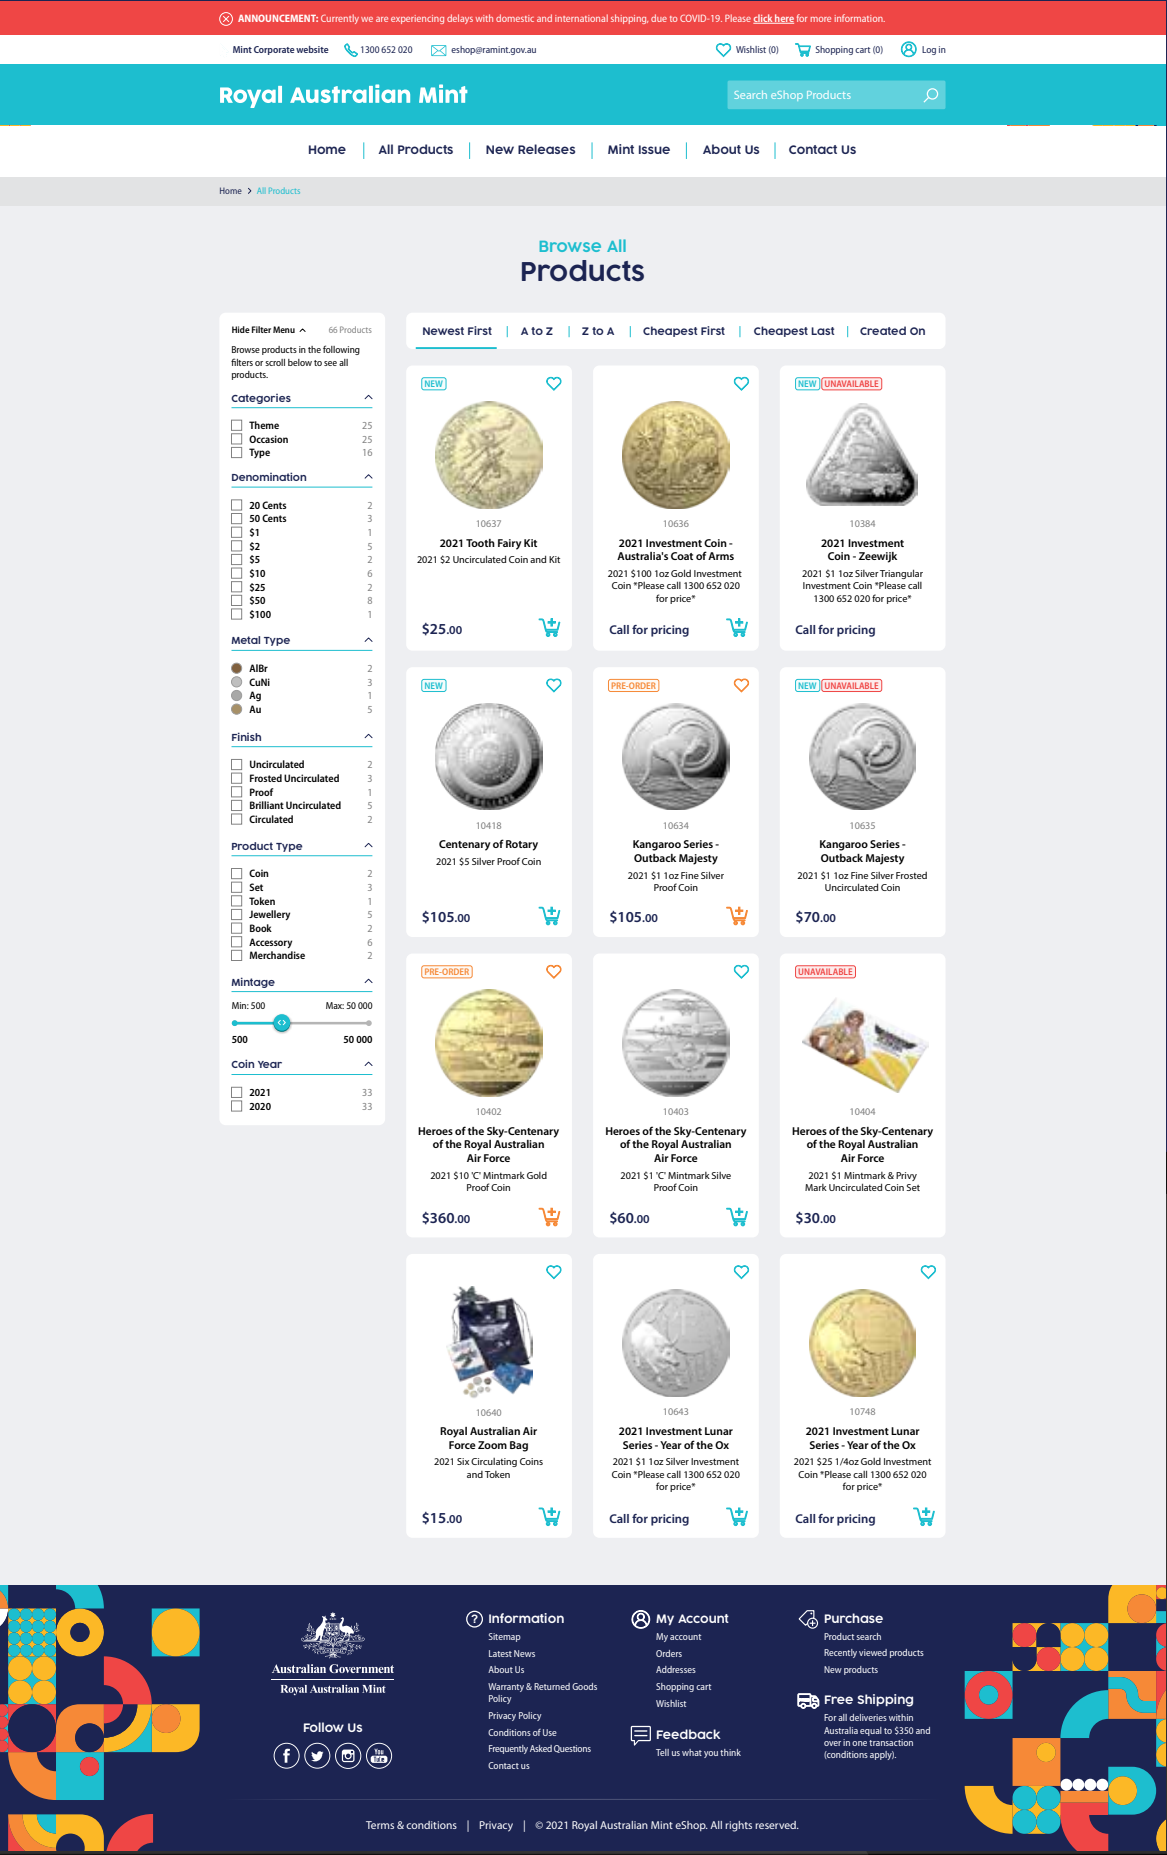 ANNOUNCEMENT: Currently we are experiencing delays with domestic and international shipping, due to COVID-19. Please click here for more information.
Mint Corporate website 1300 652 020 eshop@ramint.gov.au Wishlist (0) Shopping cart (0) Log in
Royal Australian Mint
Search eShop Products
Home All Products New Releases Mint Issue About Us Contact Us
Home > All Products
Browse All
Products
Hide Filter Menu 66 Products
Browse products in the following
filters or scroll below to see all
products.
Categories
Theme 25
Occasion 25
Type 16
Denomination
20 Cents 2
50 Cents 3
$1 1
$2 5
$5 2
$10 6
$25 2
$50 8
$100 1
Metal Type
AlBr 2
CuNi 3
Ag 1
Au 5
Finish
Uncirculated 2
Frosted Uncirculated 3
Proof 1
Brilliant Uncirculated 5
Circulated 2
Product Type
Coin 2
Set 3
Token 1
Jewellery 5
Book 2
Accessory 6
Merchandise 2
Mintage
Min: 500 Max: 50 000
500 50 000
Coin Year
2021 33
2020 33
Newest First | A to Z | Z to A | Cheapest First | Cheapest Last | Created On
NEW
10637
2021 Tooth Fairy Kit
2021 $2 Uncirculated Coin and Kit
$25.00
10636
2021 Investment Coin -
Australia's Coat of Arms
2021 $100 1oz Gold Investment
Coin *Please call 1300 652 020
for price*
Call for pricing
NEW UNAVAILABLE
10384
2021 Investment
Coin - Zeewijk
2021 $1 1oz Silver Triangular
Investment Coin *Please call
1300 652 020 for price*
Call for pricing
NEW
10418
Centenary of Rotary
2021 $5 Silver Proof Coin
$105.00
PRE-ORDER
10634
Kangaroo Series -
Outback Majesty
2021 $1 1oz Fine Silver
Proof Coin
$105.00
NEW UNAVAILABLE
10635
Kangaroo Series -
Outback Majesty
2021 $1 1oz Fine Silver Frosted
Uncirculated Coin
$70.00
PRE-ORDER
10402
Heroes of the Sky-Centenary
of the Royal Australian
Air Force
2021 $10 'C' Mintmark Gold
Proof Coin
$360.00
10403
Heroes of the Sky-Centenary
of the Royal Australian
Air Force
2021 $1 'C' Mintmark Silve
Proof Coin
$60.00
UNAVAILABLE
10404
Heroes of the Sky-Centenary
of the Royal Australian
Air Force
2021 $1 Mintmark & Privy
Mark Uncirculated Coin Set
$30.00
10640
Royal Australian Air
Force Zoom Bag
2021 Six Circulating Coins
and Token
$15.00
10643
2021 Investment Lunar
Series - Year of the Ox
2021 $1 1oz Silver Investment
Coin *Please call 1300 652 020
for price*
Call for pricing
10748
2021 Investment Lunar
Series - Year of the Ox
2021 $25 1/4oz Gold Investment
Coin *Please call 1300 652 020
for price*
Call for pricing
Australian Government
Royal Australian Mint
Follow Us
You
Tube
Information
Sitemap
Latest News
About Us
Warranty & Returned Goods
Policy
Privacy Policy
Conditions of Use
Frequently Asked Questions
Contact us
My Account
My account
Orders
Addresses
Shopping cart
Wishlist
Feedback
Tell us what you think
Purchase
Product search
Recently viewed products
New products
Free Shipping
For all deliveries within
Australia equal to $350 and
over in one transaction
(conditions apply).
Terms & conditions | Privacy | © 2021 Royal Australian Mint eShop. All rights reserved.